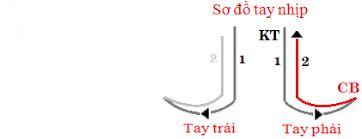 Sơ đồ tay nhịp
KT
2 1 1 2
CB
Tay trái Tay phải